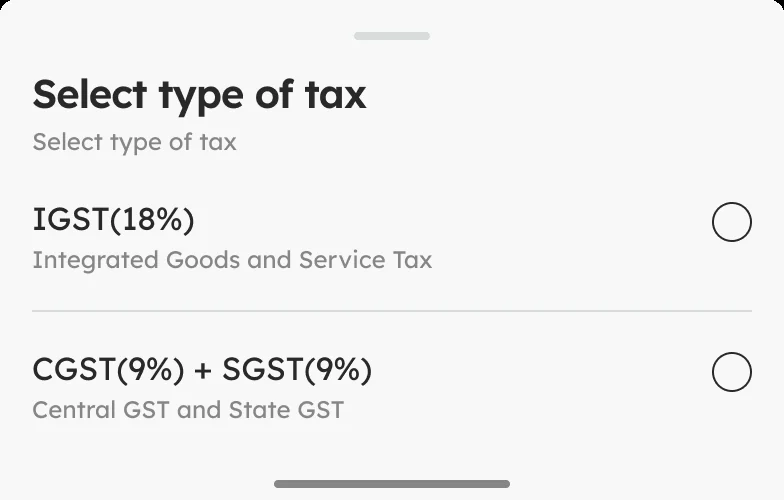 Select type of tax
Select type of tax
IGST(18%)
Integrated Goods and Service Tax
CGST(9%) + SGST(9%)
Central GST and State GST